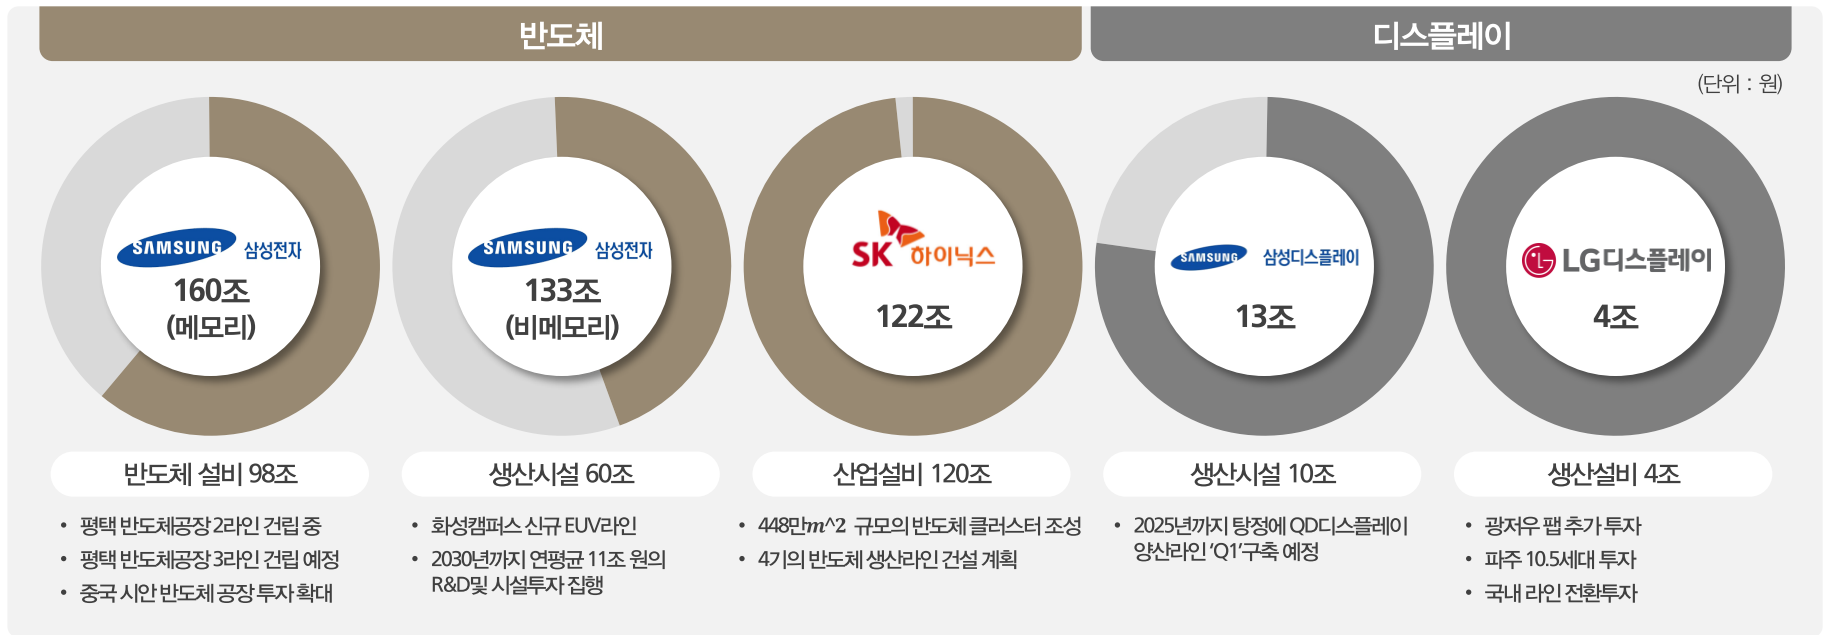 반도체
디스플레이
(단위 : 원)
SAMSUNG 삼성전자
160조
(메모리)
SAMSUNG 삼성전자
133조
(비메모리)
SK 하이닉스
122조
SAMSUNG 삼성디스플레이
13조
LG디스플레이
4조
반도체 설비 98조
• 평택 반도체공장 2라인 건립 중
• 평택 반도체공장 3라인 건립 예정
• 중국 시안 반도체 공장 투자 확대
생산시설 60조
• 화성캠퍼스 신규 EUV라인
• 2030년까지 연평균 11조 원의
R&D및 시설투자 집행
산업설비 120조
• 448만m^2 규모의 반도체 클러스터 조성
• 4기의 반도체 생산라인 건설 계획
생산시설 10조
• 2025년까지 탕정에 QD디스플레이
양산라인 ‘Q1’구축 예정
생산설비 4조
• 광저우 팹 추가 투자
• 파주 10.5세대 투자
• 국내 라인 전환투자